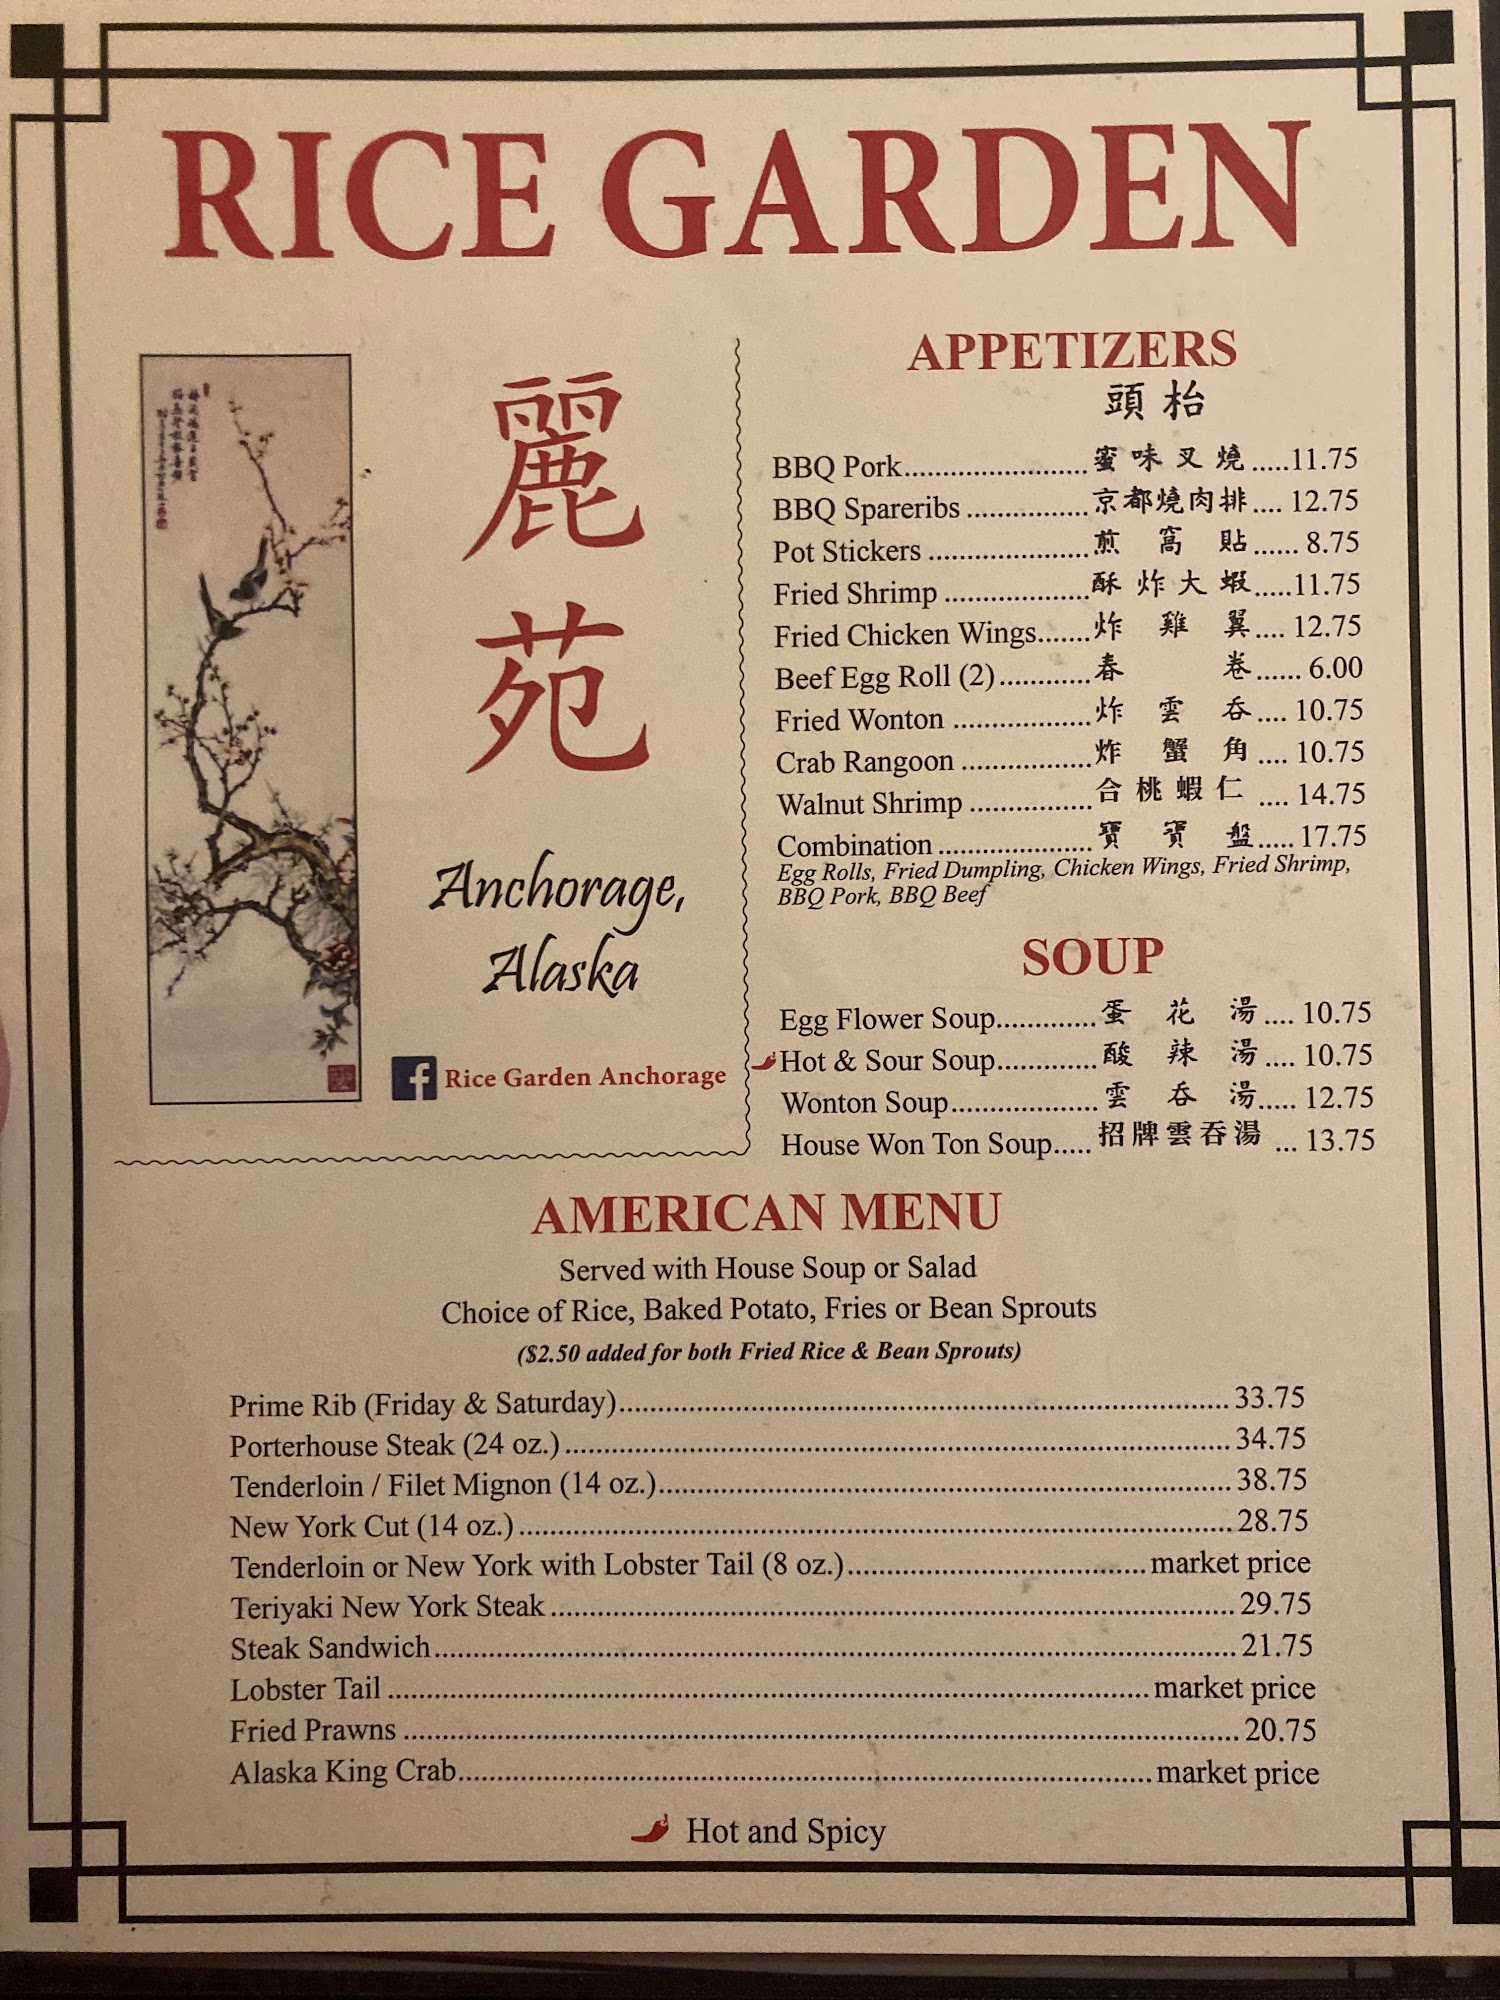 RICE GARDEN
麗
苑
Anchorage,
Alaska
Rice Garden Anchorage
APPETIZERS
頭枱
BBQ Pork.......................蜜味叉燒.....11.75
BBQ Spareribs................京都燒肉排.... 12.75
Pot Stickers....................煎窩貼...... 8.75
Fried Shrimp..................酥炸大蝦.....11.75
Fried Chicken Wings.......炸雞翼.... 12.75
Beef Egg Roll (2)............春卷...... 6.00
Fried Wonton.................炸雲吞.... 10.75
Crab Rangoon................炸蟹角.... 10.75
Walnut Shrimp...............合桃蝦仁.... 14.75
Combination....................寶寶盤..... 17.75
Egg Rolls, Fried Dumpling, Chicken Wings, Fried Shrimp,
BBQ Pork, BBQ Beef
SOUP
Egg Flower Soup.............蛋花湯.... 10.75
Hot & Sour Soup.............酸辣湯.... 10.75
Wonton Soup...................雲吞湯..... 12.75
House Won Ton Soup.....招牌雲吞湯... 13.75
AMERICAN MENU
Served with House Soup or Salad
Choice of Rice, Baked Potato, Fries or Bean Sprouts
($2.50 added for both Fried Rice & Bean Sprouts)
Prime Rib (Friday & Saturday)............................................................ 33.75
Porterhouse Steak (24 oz.)............................................................ 34.75
Tenderloin / Filet Mignon (14 oz.)............................................................ 38.75
New York Cut (14 oz.)............................................................ 28.75
Tenderloin or New York with Lobster Tail (8 oz.)...................................... market price
Teriyaki New York Steak............................................................ 29.75
Steak Sandwich............................................................ 21.75
Lobster Tail............................................................ market price
Fried Prawns............................................................ 20.75
Alaska King Crab............................................................ market price
Hot and Spicy